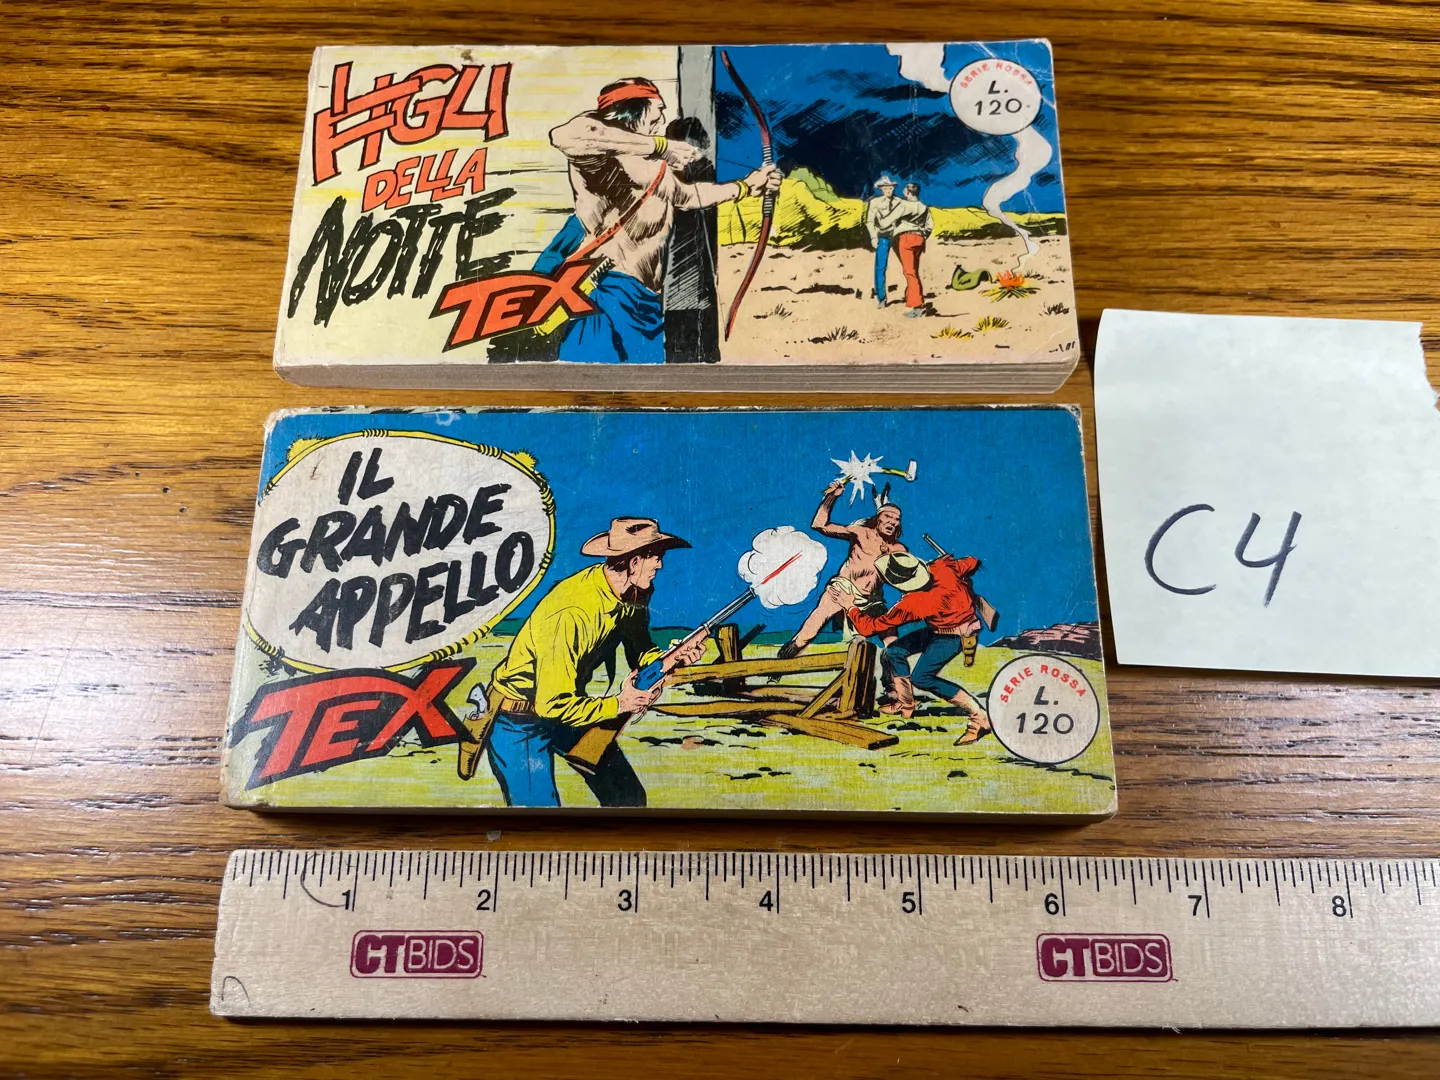 I FIGLI
DELLA
NOTTE
TEX
SERIE ROSSA
L.
120
IL
GRANDE
APPELLO
TEX
SERIE ROSSA
L.
120
C4
1 2 3 4 5 6 7 8
CTBIDS CTBIDS